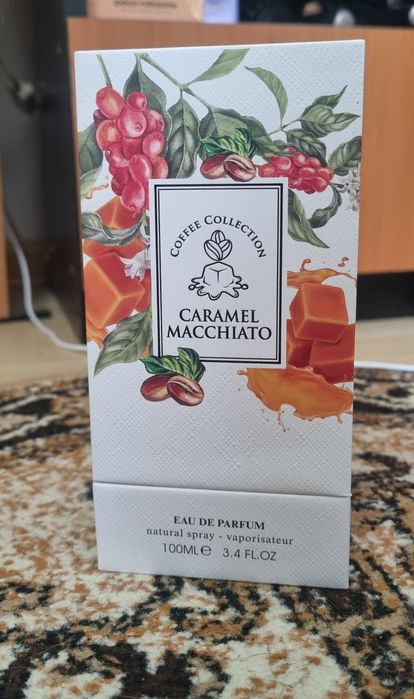 COFFEE COLLECTION
CARAMEL
MACCHIATO
EAU DE PARFUM
natural spray - vaporisateur
100ML℮ 3.4 FL.OZ